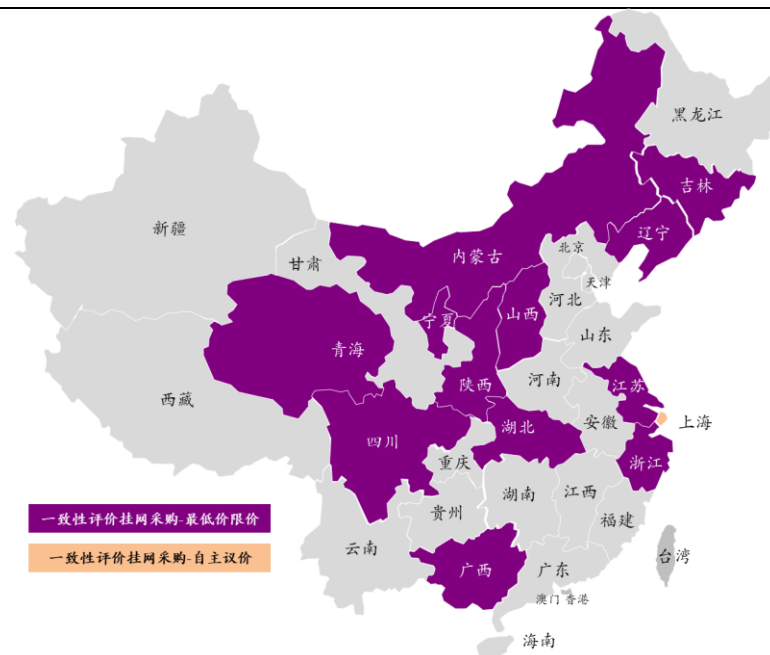 黑龙江
吉林
辽宁
新疆
内蒙古
北京
甘肃
天津
河北
宁夏
山西
山东
青海
陕西
河南
江苏
西藏
安徽
上海
湖北
四川
重庆
浙江
湖南
江西
贵州
福建
云南
台湾
广西
广东
澳门 香港
海南
一致性评价挂网采购-最低价限价
一致性评价挂网采购-自主议价